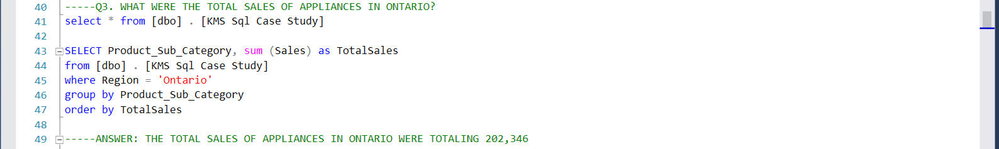 40 -----Q3. WHAT WERE THE TOTAL SALES OF APPLIANCES IN ONTARIO?
41 select * from [dbo] . [KMS Sql Case Study]
42
43 SELECT Product_Sub_Category, sum (Sales) as TotalSales
44 from [dbo] . [KMS Sql Case Study]
45 where Region = 'Ontario'
46 group by Product_Sub_Category
47 order by TotalSales
48
49 -----ANSWER: THE TOTAL SALES OF APPLIANCES IN ONTARIO WERE TOTALING 202,346